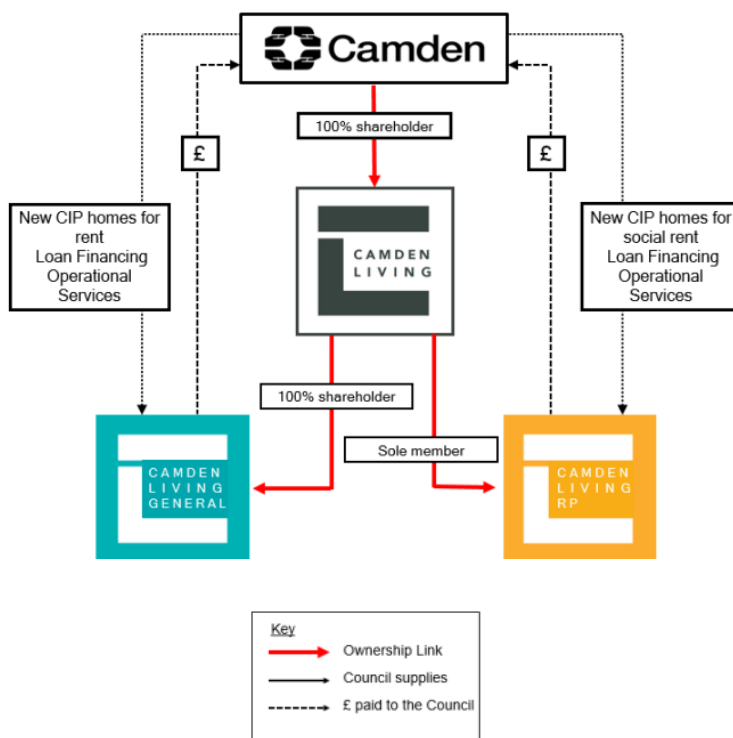 Camden
100% shareholder
£
£
New CIP homes for
rent
Loan Financing
Operational
Services
New CIP homes for
social rent
Loan Financing
Operational
Services
CAMDEN
LIVING
100% shareholder
Sole member
CAMDEN
LIVING
GENERAL
CAMDEN
LIVING
RP
Key
Ownership Link
Council supplies
£ paid to the Council